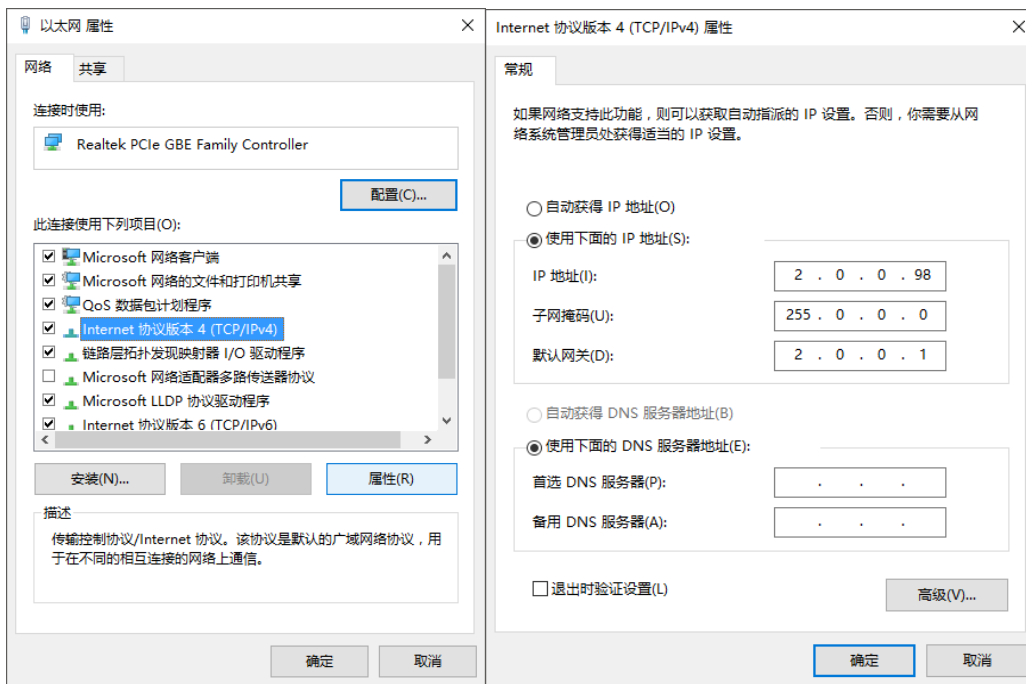 以太网 属性
网络
共享
连接时使用:
Realtek PCIe GBE Family Controller
配置(C)...
此连接使用下列项目(O):
Microsoft 网络客户端
Microsoft 网络的文件和打印机共享
QoS 数据包计划程序
Internet 协议版本 4 (TCP/IPv4)
链路层拓扑发现映射器 I/O 驱动程序
Microsoft 网络适配器多路传送器协议
Microsoft LLDP 协议驱动程序
Internet 协议版本 6 (TCP/IPv6)
安装(N)...
卸载(U)
属性(R)
描述
传输控制协议/Internet 协议。该协议是默认的广域网络协议，用
于在不同的相互连接的网络上通信。
确定
取消
Internet 协议版本 4 (TCP/IPv4) 属性
常规
如果网络支持此功能，则可以获取自动指派的 IP 设置。否则，你需要从网
络系统管理员处获得适当的 IP 设置。
自动获得 IP 地址(O)
使用下面的 IP 地址(S):
IP 地址(I):
2 . 0 . 0 . 98
子网掩码(U):
255 . 0 . 0 . 0
默认网关(D):
2 . 0 . 0 . 1
自动获得 DNS 服务器地址(B)
使用下面的 DNS 服务器地址(E):
首选 DNS 服务器(P):
. . .
备用 DNS 服务器(A):
. . .
退出时验证设置(L)
高级(V)...
确定
取消